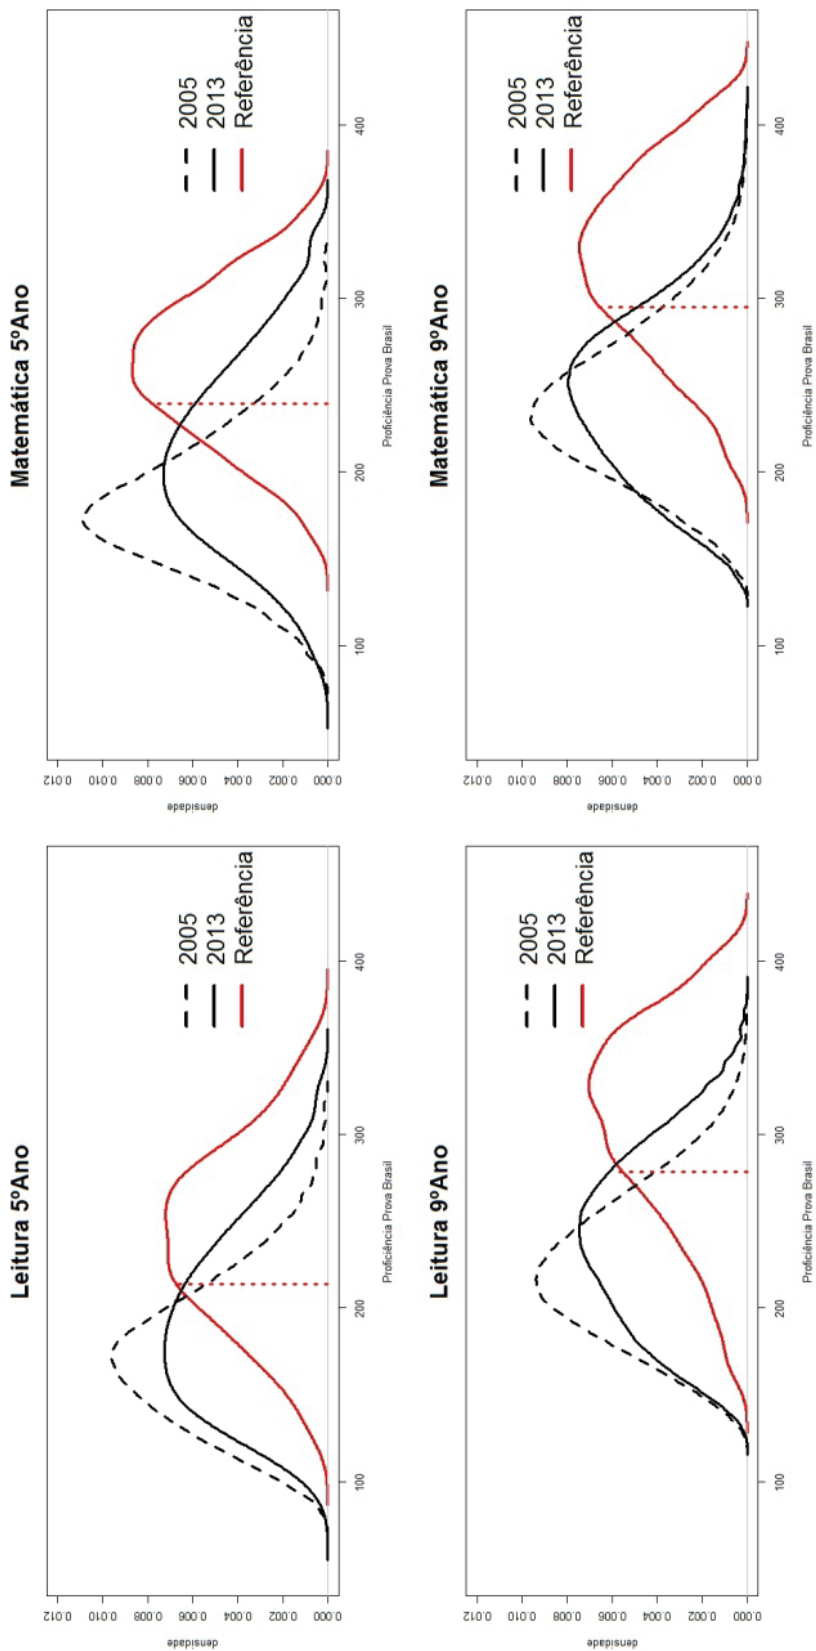 Leitura 5ºAno
2005
2013
Referência
densidade
0.012
0.010
0.008
0.006
0.004
0.002
0.000
100 200 300 400
Proficiência Prova Brasil
Matemática 5ºAno
2005
2013
Referência
densidade
0.012
0.010
0.008
0.006
0.004
0.002
0.000
100 200 300 400
Proficiência Prova Brasil
Leitura 9ºAno
2005
2013
Referência
densidade
0.012
0.010
0.008
0.006
0.004
0.002
0.000
100 200 300 400
Proficiência Prova Brasil
Matemática 9ºAno
2005
2013
Referência
densidade
0.012
0.010
0.008
0.006
0.004
0.002
0.000
100 200 300 400
Proficiência Prova Brasil